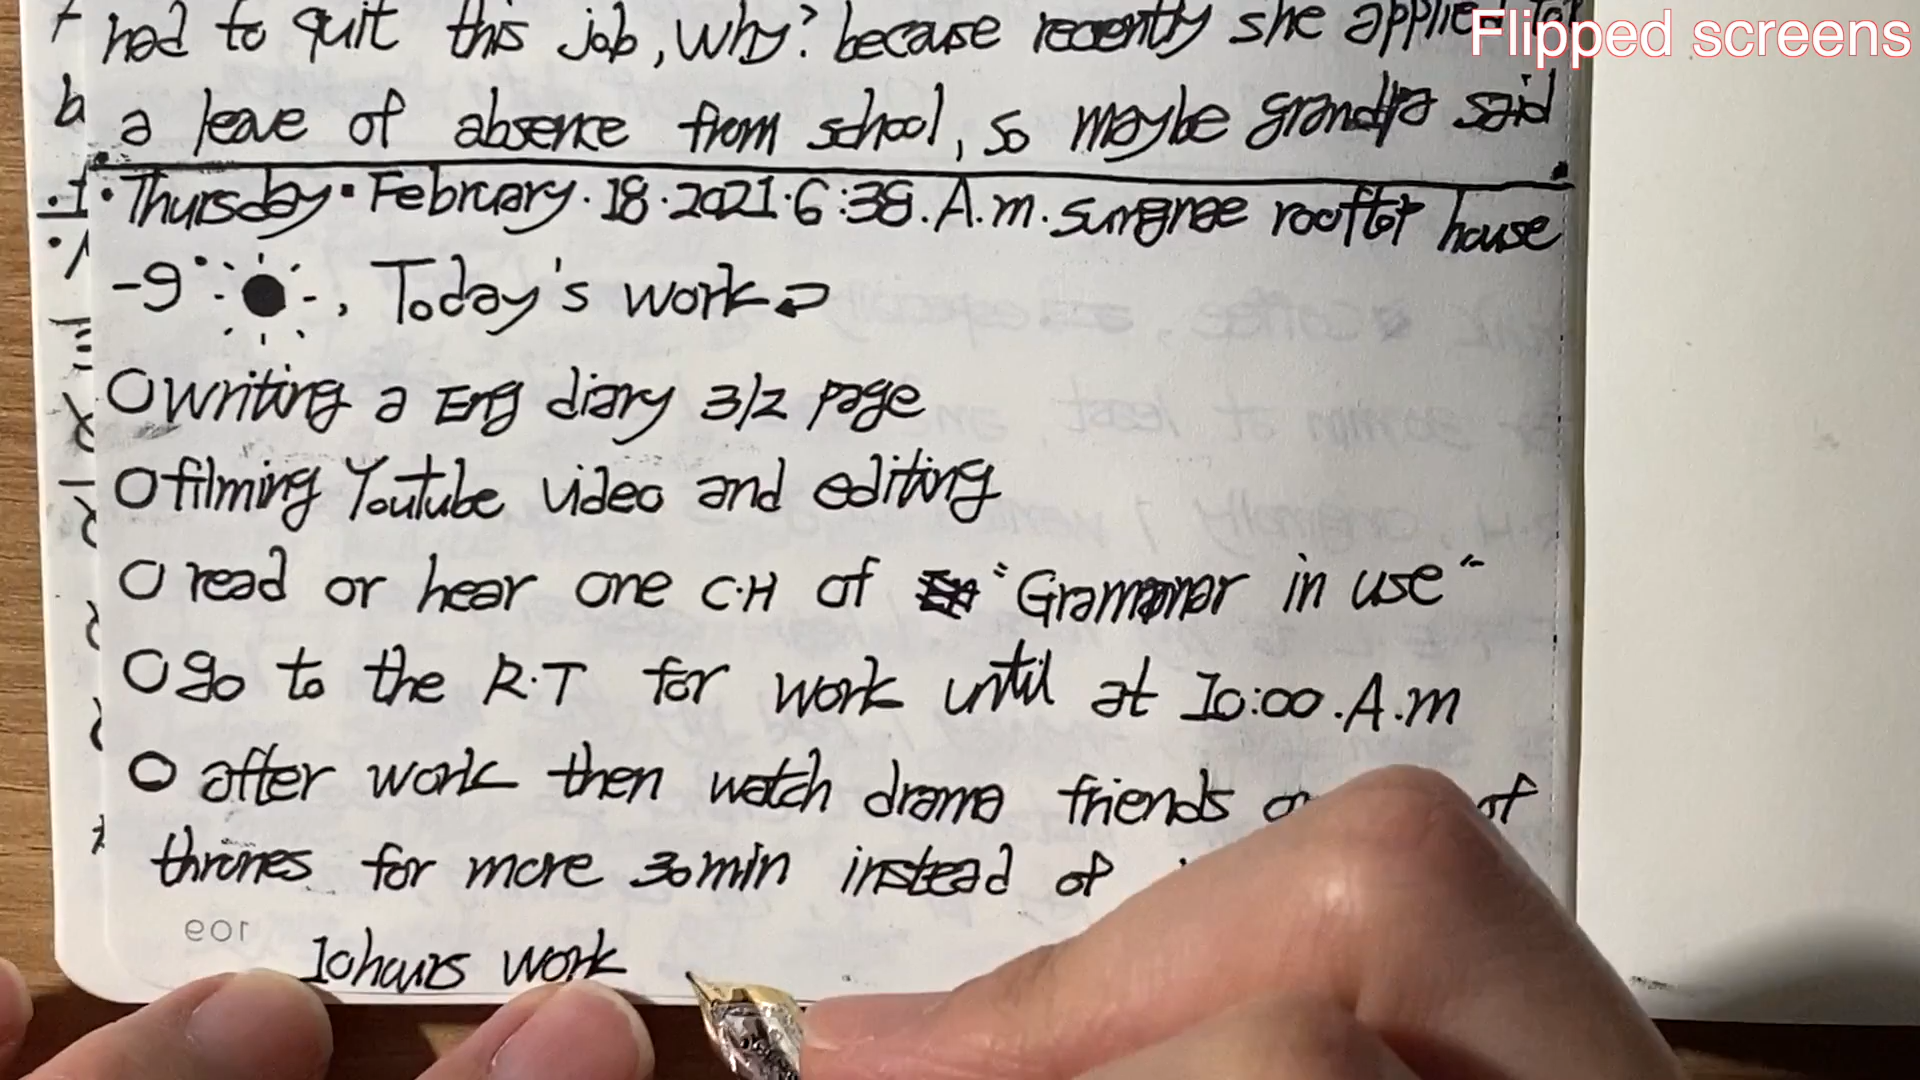 had to quit this job, why? because recently she applied for
Flipped screens
a leave of absence from school, so maybe grandpa said
Thursday · February · 18 · 2021 · 6:38 . A.m. rooftop house
-9°, Today's work
writing a Eng diary 3/2 page
filming Youtube video and editing
read or hear one C.H of "Grammar in use"
go to the R.T for work until at 10:00 .A.m
after work then watch drama friends of
thrones for more 30min instead of
10hours work
109